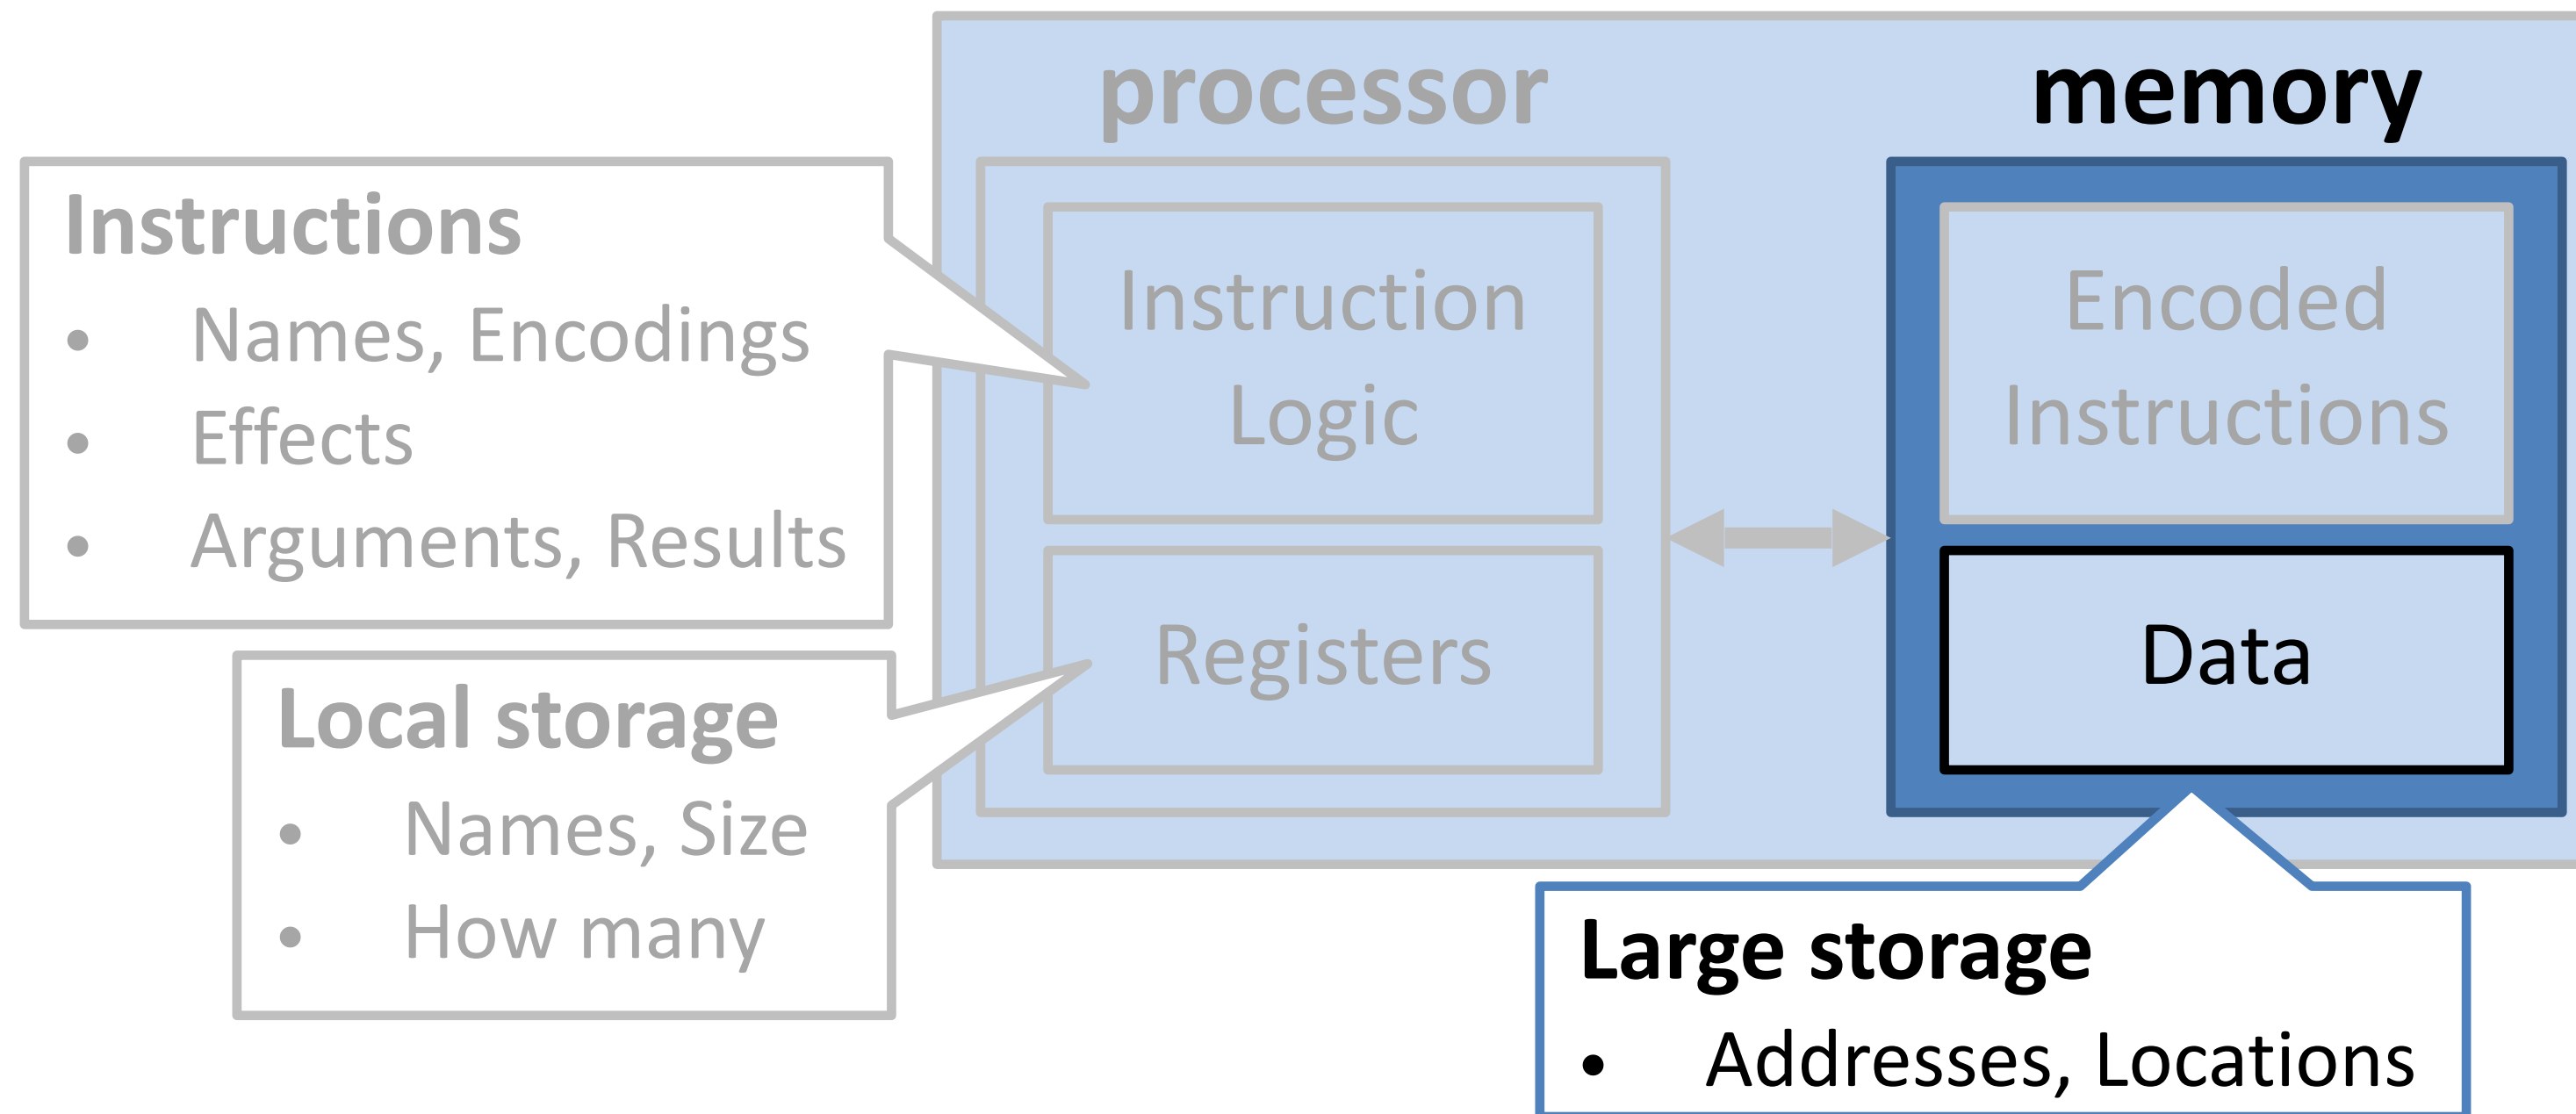 processor
memory
Instructions
• Names, Encodings
• Effects
• Arguments, Results
Instruction
Logic
Encoded
Instructions
Registers
Data
Local storage
• Names, Size
• How many
Large storage
• Addresses, Locations